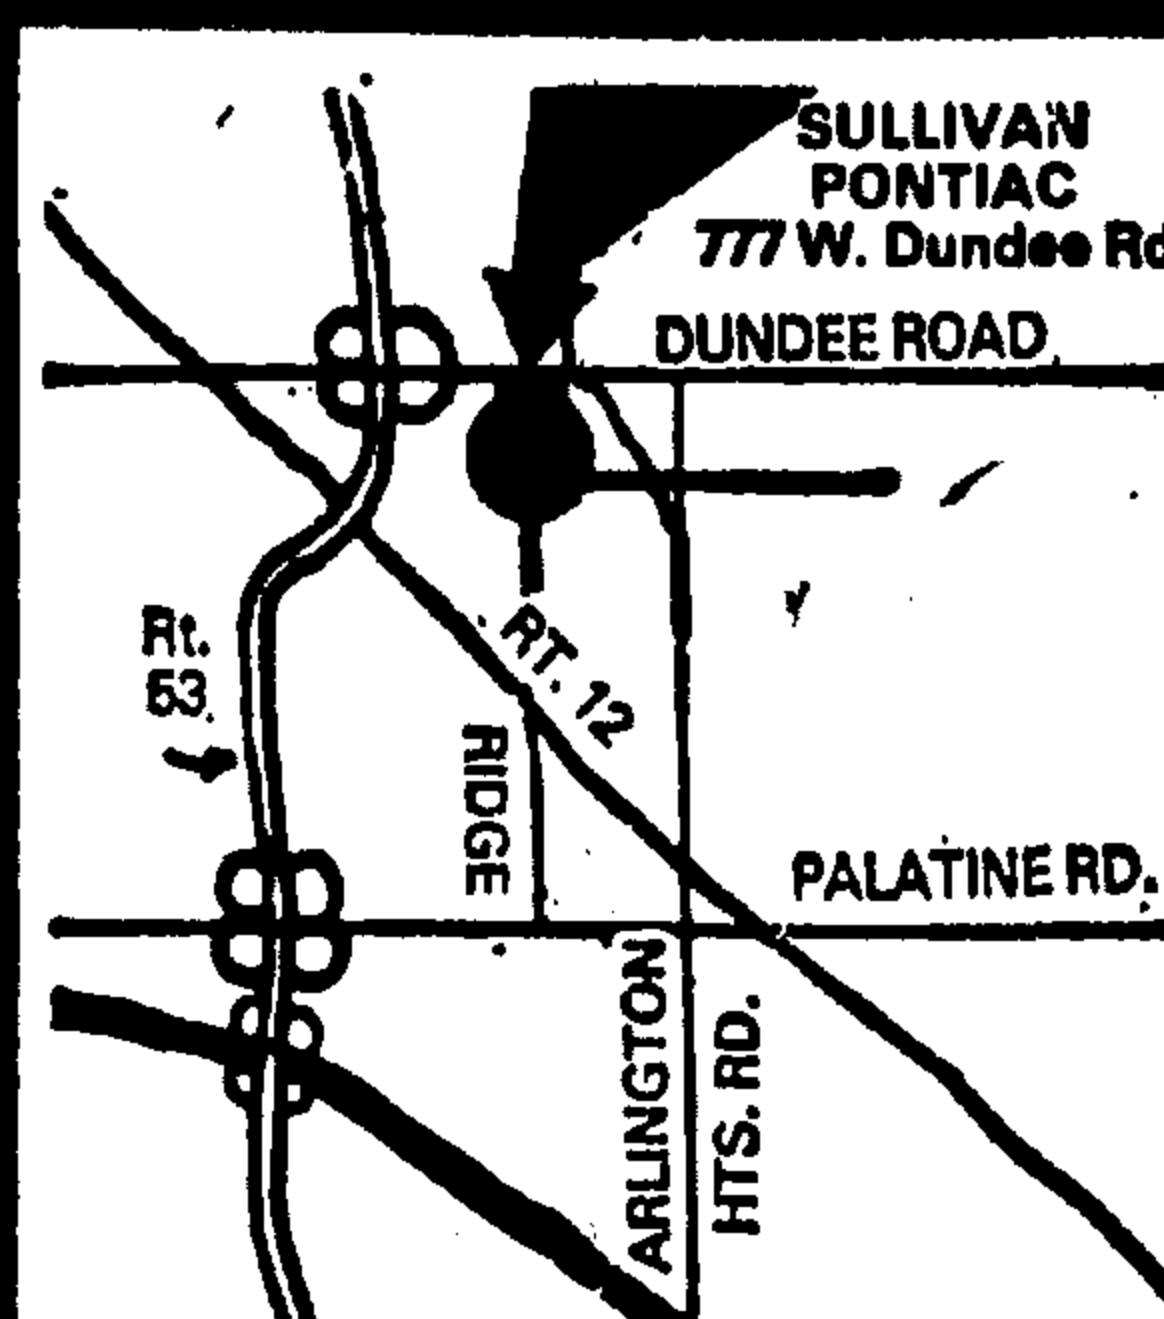 SULLIVAN
PONTIAC
777 W. Dundee Rd
DUNDEE ROAD
Rt.
53
RT. 12
RIDGE
PALATINE RD.
ARLINGTON
HTS. RD.